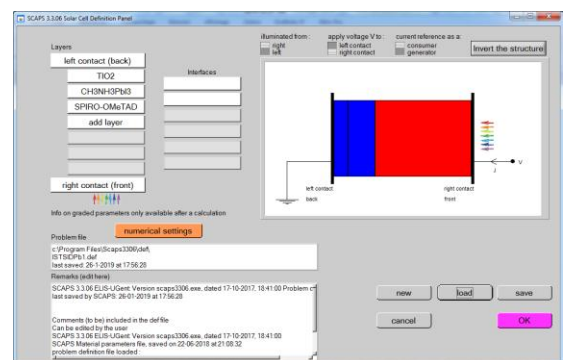 SCAPS 3.3.06 Solar Cell Definition Panel
Layers
left contact (back)
TIO2
CH3NH3PbI3
SPIRO-OMeTAD
add layer
right contact (front)
Interfaces
illuminated from :
right
left
apply voltage V to :
left contact
right contact
current reference as a:
consumer
generator
Invert the structure
left contact
back
right contact
front
V
Info on graded parameters only available after a calculation
numerical settings
Problem file
c:\Program Files\Scaps3306\def\
ISTSIDPb1.def
last saved: 26-1-2019 at 17:56:28
Remarks (edit here)
SCAPS 3.3.06 ELIS-UGent: Version scaps3306.exe, dated 17-10-2017, 18:41:00 Problem
last saved by SCAPS: 26-01-2019 at 17:56:28
Comments (to be) included in the def file
Can be edited by the user
SCAPS 3.3.06 ELIS-UGent: Version scaps3306.exe, dated 17-10-2017, 18:41:00
SCAPS Material parameters file, saved on 22-06-2018 at 21:08:32
problem definition file loaded :
new
load
save
cancel
OK